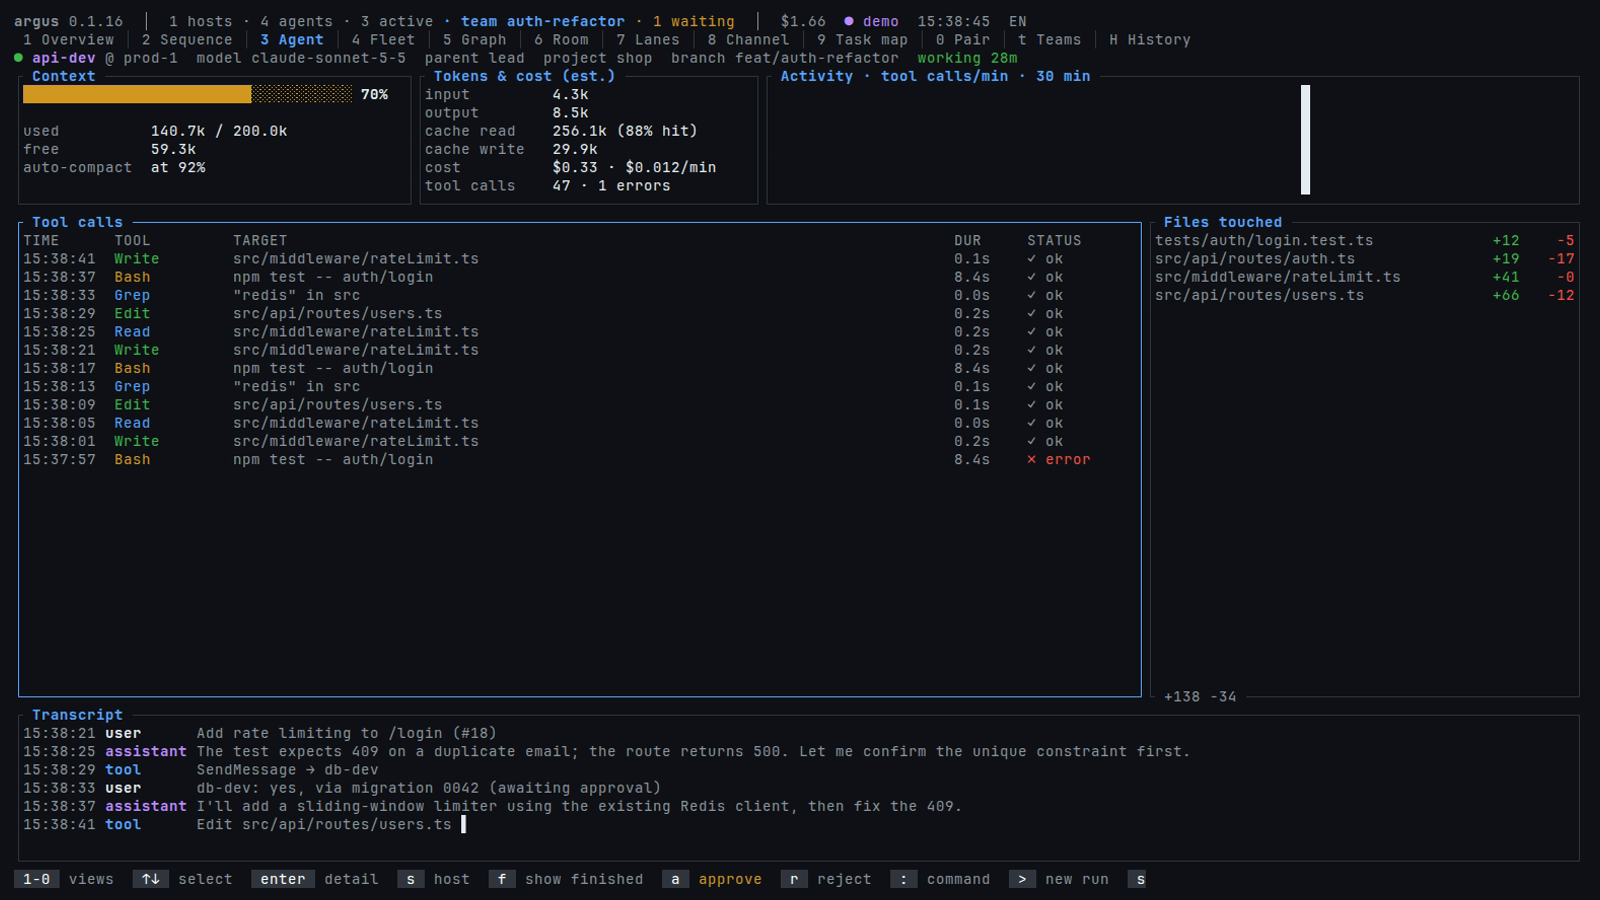 argus 0.1.16 │ 1 hosts · 4 agents · 3 active · team auth-refactor · 1 waiting │ $1.66 ● demo 15:38:45 EN
1 Overview │ 2 Sequence │ 3 Agent │ 4 Fleet │ 5 Graph │ 6 Room │ 7 Lanes │ 8 Channel │ 9 Task map │ 0 Pair │ t Teams │ H History
● api-dev @ prod-1 model claude-sonnet-5-5 parent lead project shop branch feat/auth-refactor working 28m
Context
70%
used 140.7k / 200.0k
free 59.3k
auto-compact at 92%
Tokens & cost (est.)
input 4.3k
output 8.5k
cache read 256.1k (88% hit)
cache write 29.9k
cost $0.33 · $0.012/min
tool calls 47 · 1 errors
Activity · tool calls/min · 30 min
Tool calls
TIME TOOL TARGET DUR STATUS
15:38:41 Write src/middleware/rateLimit.ts 0.1s ✓ ok
15:38:37 Bash npm test -- auth/login 8.4s ✓ ok
15:38:33 Grep "redis" in src 0.0s ✓ ok
15:38:29 Edit src/api/routes/users.ts 0.2s ✓ ok
15:38:25 Read src/middleware/rateLimit.ts 0.2s ✓ ok
15:38:21 Write src/middleware/rateLimit.ts 0.2s ✓ ok
15:38:17 Bash npm test -- auth/login 8.4s ✓ ok
15:38:13 Grep "redis" in src 0.1s ✓ ok
15:38:09 Edit src/api/routes/users.ts 0.1s ✓ ok
15:38:05 Read src/middleware/rateLimit.ts 0.0s ✓ ok
15:38:01 Write src/middleware/rateLimit.ts 0.2s ✓ ok
15:37:57 Bash npm test -- auth/login 8.4s × error
Files touched
tests/auth/login.test.ts +12 -5
src/api/routes/auth.ts +19 -17
src/middleware/rateLimit.ts +41 -0
src/api/routes/users.ts +66 -12
+138 -34
Transcript
15:38:21 user Add rate limiting to /login (#18)
15:38:25 assistant The test expects 409 on a duplicate email; the route returns 500. Let me confirm the unique constraint first.
15:38:29 tool SendMessage → db-dev
15:38:33 user db-dev: yes, via migration 0042 (awaiting approval)
15:38:37 assistant I'll add a sliding-window limiter using the existing Redis client, then fix the 409.
15:38:41 tool Edit src/api/routes/users.ts
1-0 views ↑↓ select enter detail s host f show finished a approve r reject : command > new run s